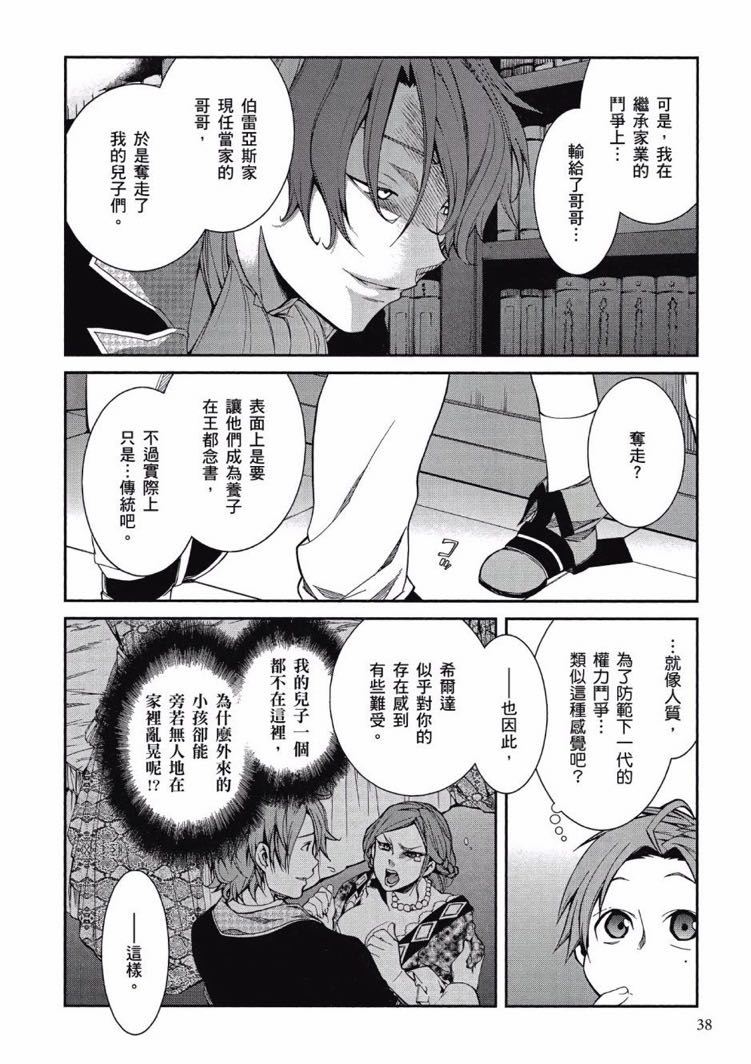 可是，我在
繼承家業的
鬥爭上…
輸給了哥哥…
伯雷亞斯家
現任當家的
哥哥，
於是奪走了
我的兒子們。
奪走？
コツ
表面上是要
讓他們成為養子
在王都念書，
不過實際上
只是…傳統吧。
…就像人質，
為了防範下一代的
權力鬥爭…
類似這種感覺吧？
——也因此，
希爾達
似乎對你的
存在感到
有些難受。
我的兒子一個
都不在這裡，
為什麼外來的
小孩卻能
旁若無人地在
家裡亂晃呢!?
——這樣。
38